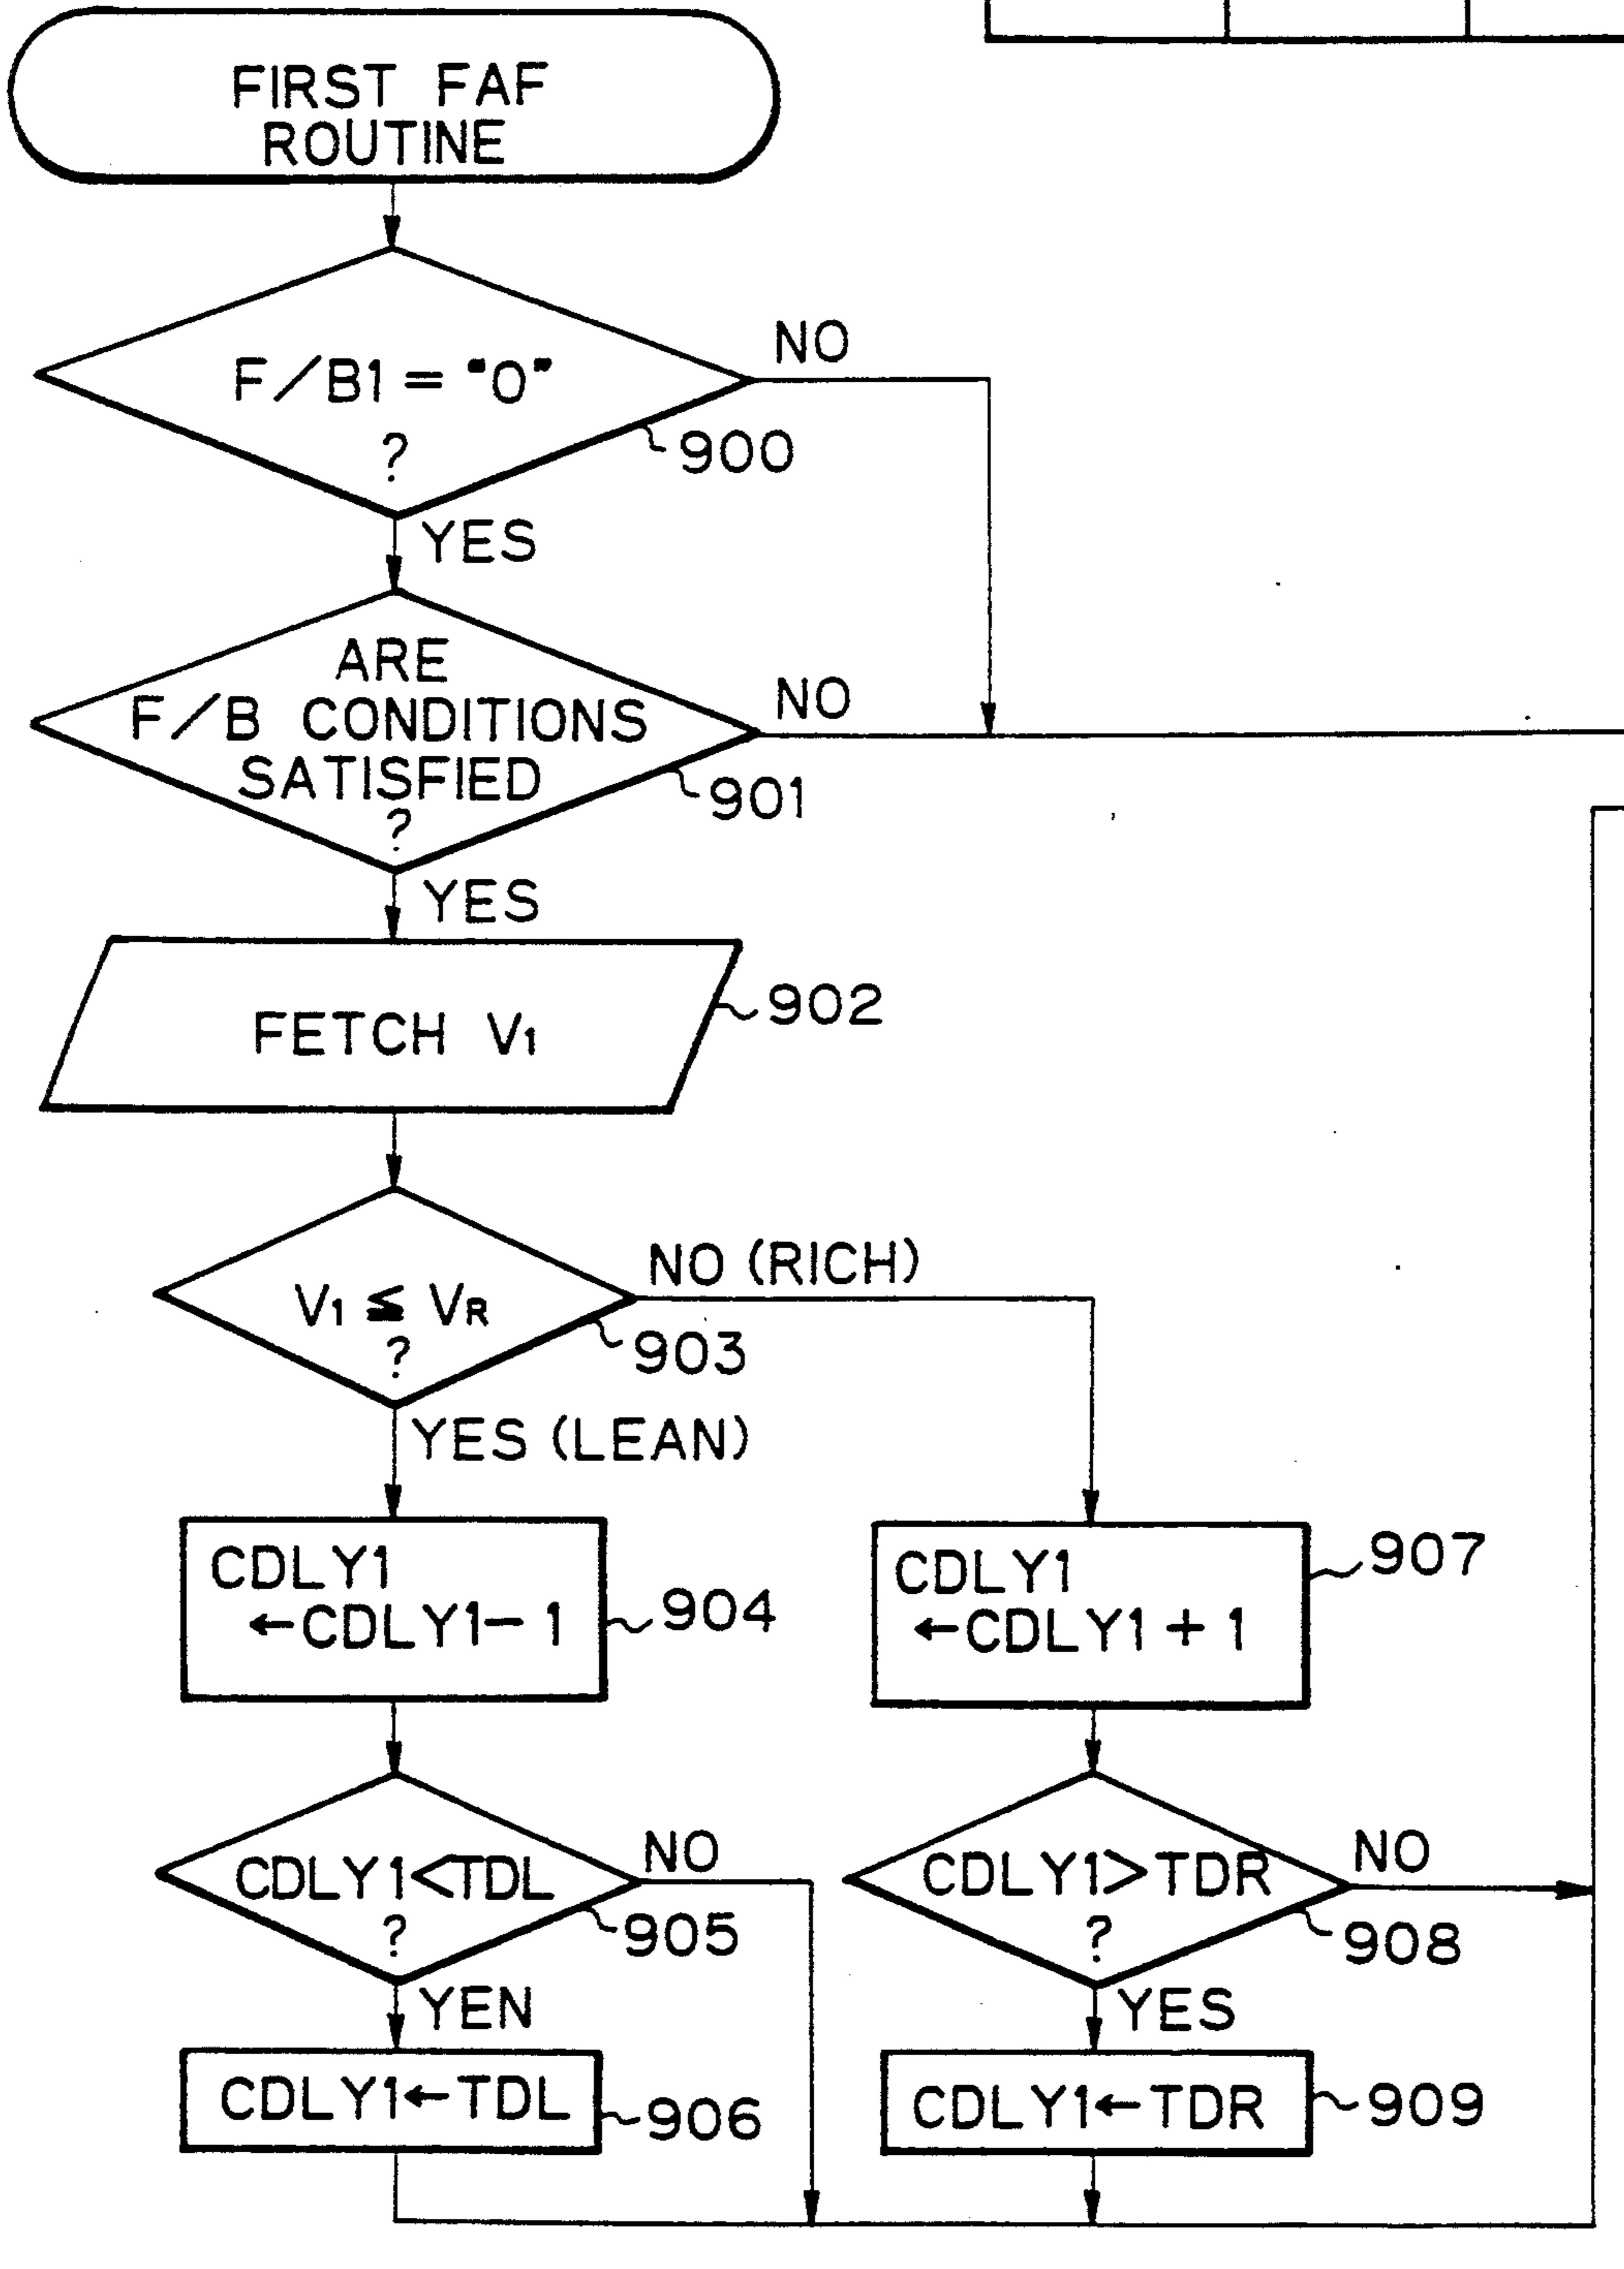 FIRST FAF
ROUTINE
F/B1 = "0"
?
NO
900
YES
ARE
F/B CONDITIONS
SATISFIED
?
NO
901
YES
FETCH V1
902
V1 ≦ VR
?
NO (RICH)
903
YES (LEAN)
CDLY1
←CDLY1－1
904
CDLY1
←CDLY1 + 1
907
CDLY1<TDL
?
NO
905
YEN
CDLY1←TDL
906
CDLY1>TDR
?
NO
908
YES
CDLY1←TDR
909